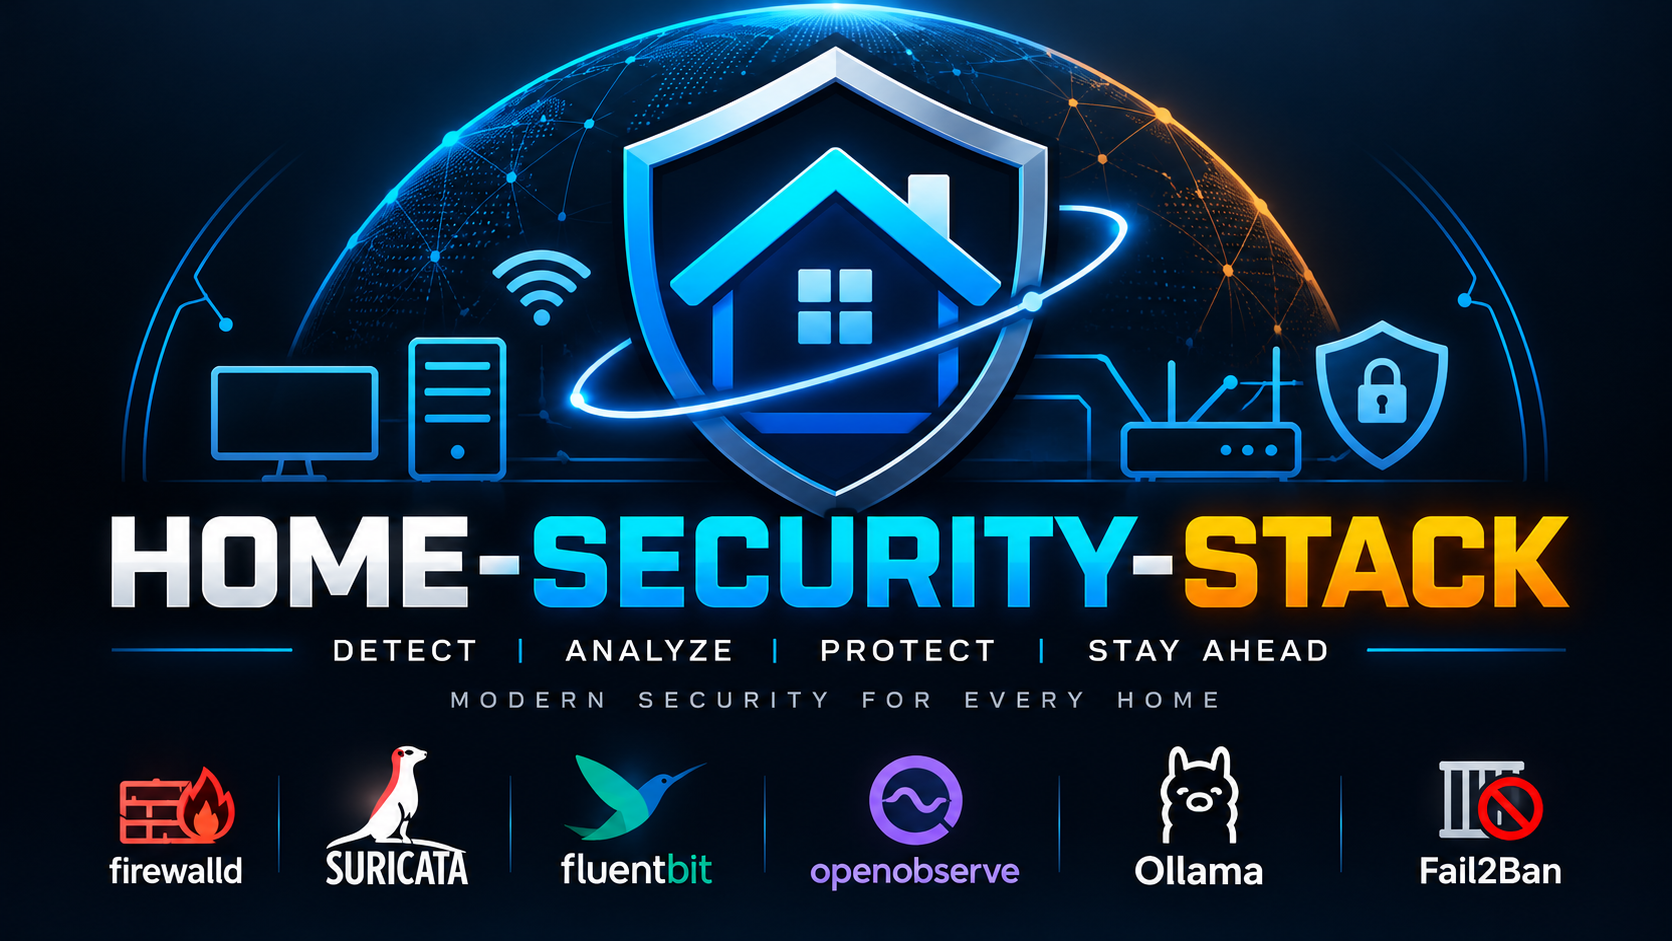 HOME-SECURITY-STACK
DETECT | ANALYZE | PROTECT | STAY AHEAD
MODERN SECURITY FOR EVERY HOME
firewalld SURICATA fluentbit openobserve Ollama Fail2Ban